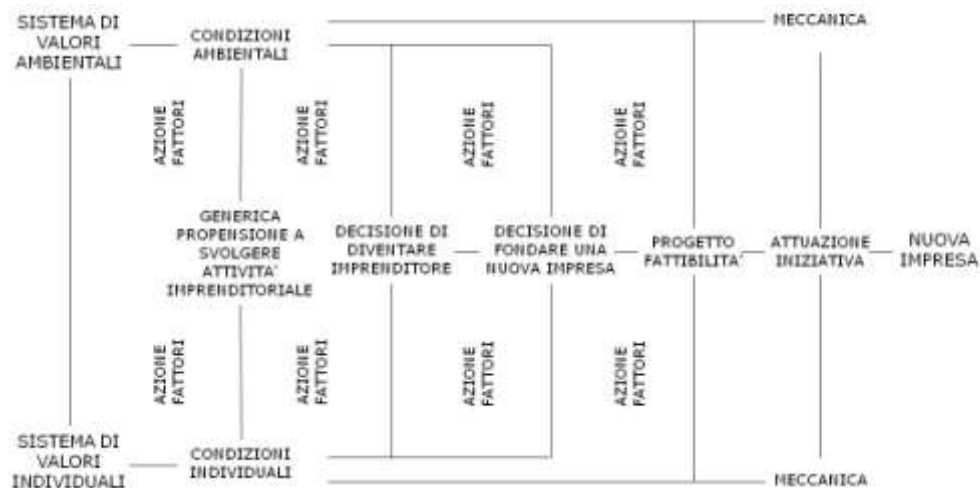 SISTEMA DI
VALORI
AMBIENTALI
CONDIZIONI
AMBIENTALI
MECCANICA
AZIONE
FATTORI
AZIONE
FATTORI
AZIONE
FATTORI
AZIONE
FATTORI
GENERICA
PROPENSIONE A
SVOLGERE
ATTIVITA'
IMPRENDITORIALE
DECISIONE DI
DIVENTARE
IMPRENDITORE
DECISIONE DI
FONDARE UNA
NUOVA IMPRESA
PROGETTO
FATTIBILITA'
ATTUAZIONE
INIZIATIVA
NUOVA
IMPRESA
AZIONE
FATTORI
AZIONE
FATTORI
AZIONE
FATTORI
AZIONE
FATTORI
SISTEMA DI
VALORI
INDIVIDUALI
CONDIZIONI
INDIVIDUALI
MECCANICA